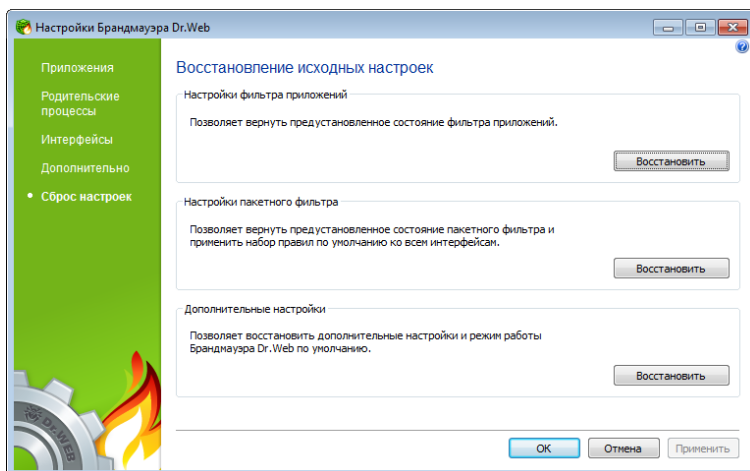 Настройки Брандмауэра Dr.Web
Приложения
Родительские
процессы
Интерфейсы
Дополнительно
Сброс настроек
Восстановление исходных настроек
Настройки фильтра приложений
Позволяет вернуть предустановленное состояние фильтра приложений.
Восстановить
Настройки пакетного фильтра
Позволяет вернуть предустановленное состояние пакетного фильтра и
применить набор правил по умолчанию ко всем интерфейсам.
Восстановить
Дополнительные настройки
Позволяет восстановить дополнительные настройки и режим работы
Брандмауэра Dr.Web по умолчанию.
Восстановить
Dr.WEB
OK
Отмена
Применить